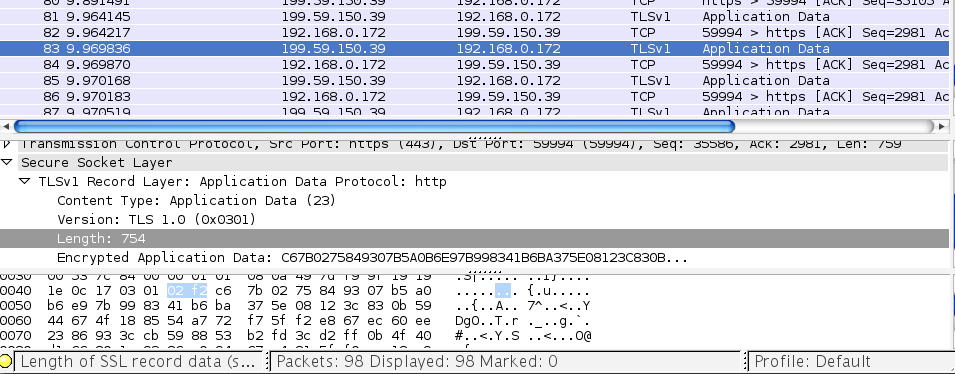 80 9.891491 199.59.150.39 192.168.0.172 TCP https > 59994 [ACK] Seq=35105 A
81 9.964145 199.59.150.39 192.168.0.172 TLSv1 Application Data
82 9.964217 192.168.0.172 199.59.150.39 TCP 59994 > https [ACK] Seq=2981 Ac
83 9.969836 199.59.150.39 192.168.0.172 TLSv1 Application Data
84 9.969870 192.168.0.172 199.59.150.39 TCP 59994 > https [ACK] Seq=2981 Ac
85 9.970168 199.59.150.39 192.168.0.172 TLSv1 Application Data
86 9.970183 192.168.0.172 199.59.150.39 TCP 59994 > https [ACK] Seq=2981 Ac
87 9.970519 199.59.150.39 192.168.0.172 TLSv1 Application Data
Transmission Control Protocol, Src Port: https (443), Dst Port: 59994 (59994), Seq: 35586, Ack: 2981, Len: 759
Secure Socket Layer
TLSv1 Record Layer: Application Data Protocol: http
Content Type: Application Data (23)
Version: TLS 1.0 (0x0301)
Length: 754
Encrypted Application Data: C67B0275849307B5A0B6E97B998341B6BA375E08123C830B...
0040 1e 0c 17 03 01 02 f2 c6 7b 02 75 84 93 07 b5 a0 ........ {.u.....
0050 b6 e9 7b 99 83 41 b6 ba 37 5e 08 12 3c 83 0b 59 ..{..A.. 7^..<..Y
0060 44 67 4f 18 85 54 a7 72 f7 5f f2 e8 67 ec 60 ee DgO..T.r ._..g.`.
0070 23 86 93 3c cb 59 88 53 b2 fd 3c d2 ff 0b 4f 40 #..<.Y.S ..<...O@
Length of SSL record data (s... Packets: 98 Displayed: 98 Marked: 0 Profile: Default